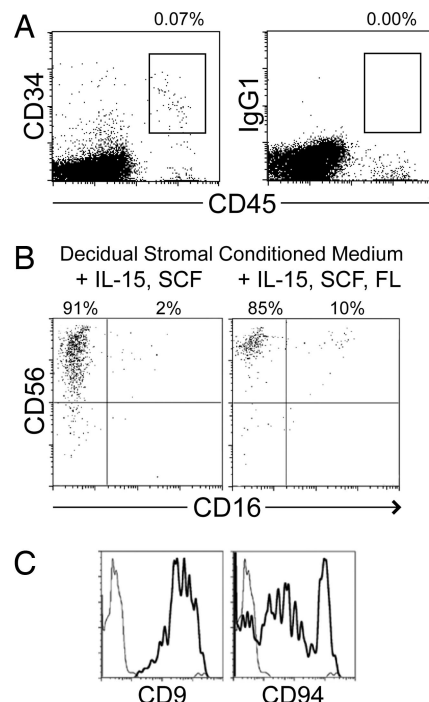 A
0.07%
0.00%
CD34
IgG1
CD45
B
Decidual Stromal Conditioned Medium
+ IL-15, SCF
+ IL-15, SCF, FL
91%
2%
85%
10%
CD56
CD16
C
CD9
CD94